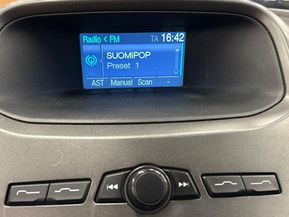 Radio < FM TA 16:42
SUOMIPOP
Preset 1
AST Manual Scan -